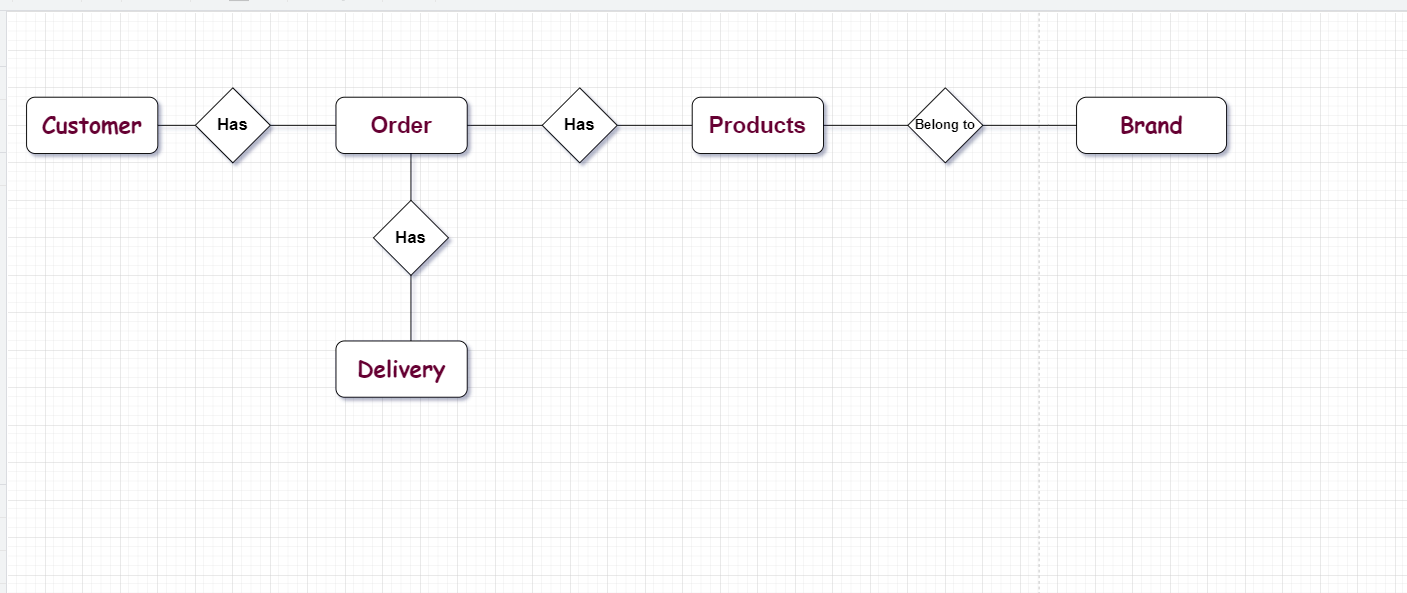 Customer
Has
Order
Has
Products
Belong to
Brand
Has
Delivery